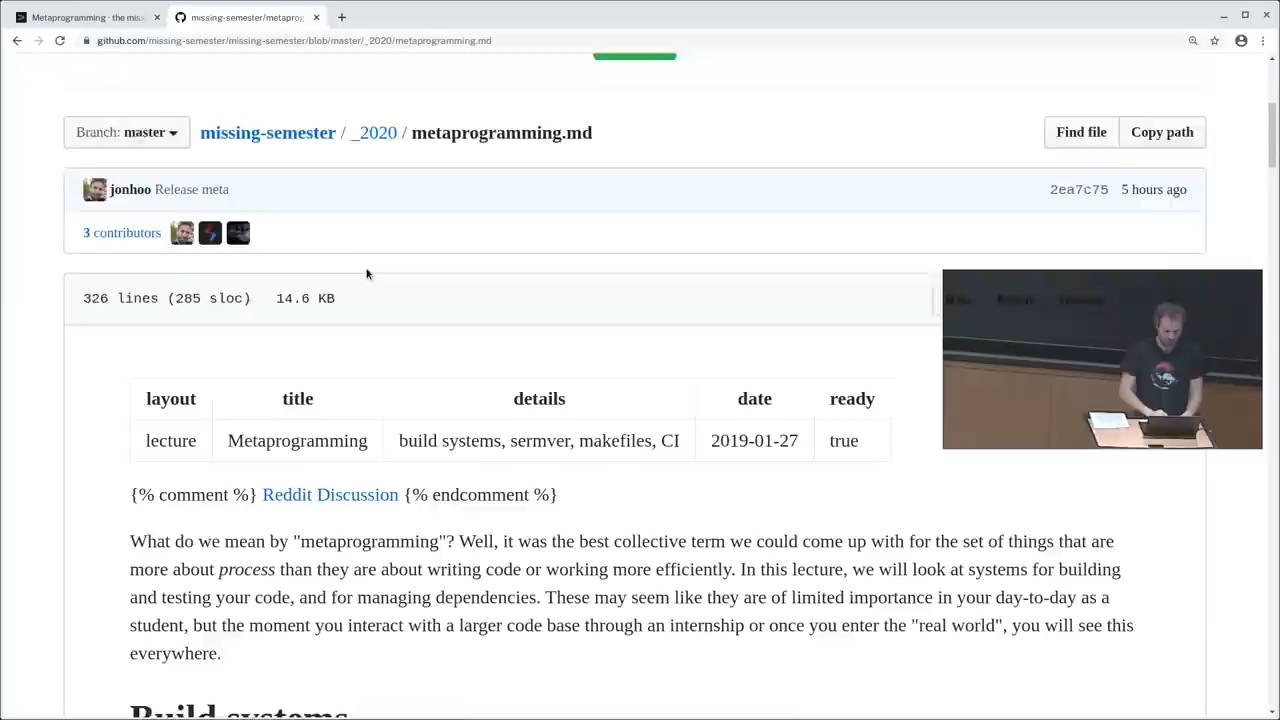 Metaprogramming · the miss
missing-semester/metaprog
github.com/missing-semester/missing-semester/blob/master/_2020/metaprogramming.md
Branch: master
missing-semester / _2020 / metaprogramming.md
Find file
Copy path
jonhoo Release meta
2ea7c75 5 hours ago
3 contributors
326 lines (285 sloc) 14.6 KB
layout title details date ready
lecture Metaprogramming build systems, sermver, makefiles, CI 2019-01-27 true
{% comment %} Reddit Discussion {% endcomment %}
What do we mean by "metaprogramming"? Well, it was the best collective term we could come up with for the set of things that are
more about process than they are about writing code or working more efficiently. In this lecture, we will look at systems for building
and testing your code, and for managing dependencies. These may seem like they are of limited importance in your day-to-day as a
student, but the moment you interact with a larger code base through an internship or once you enter the "real world", you will see this
everywhere.
Build systems